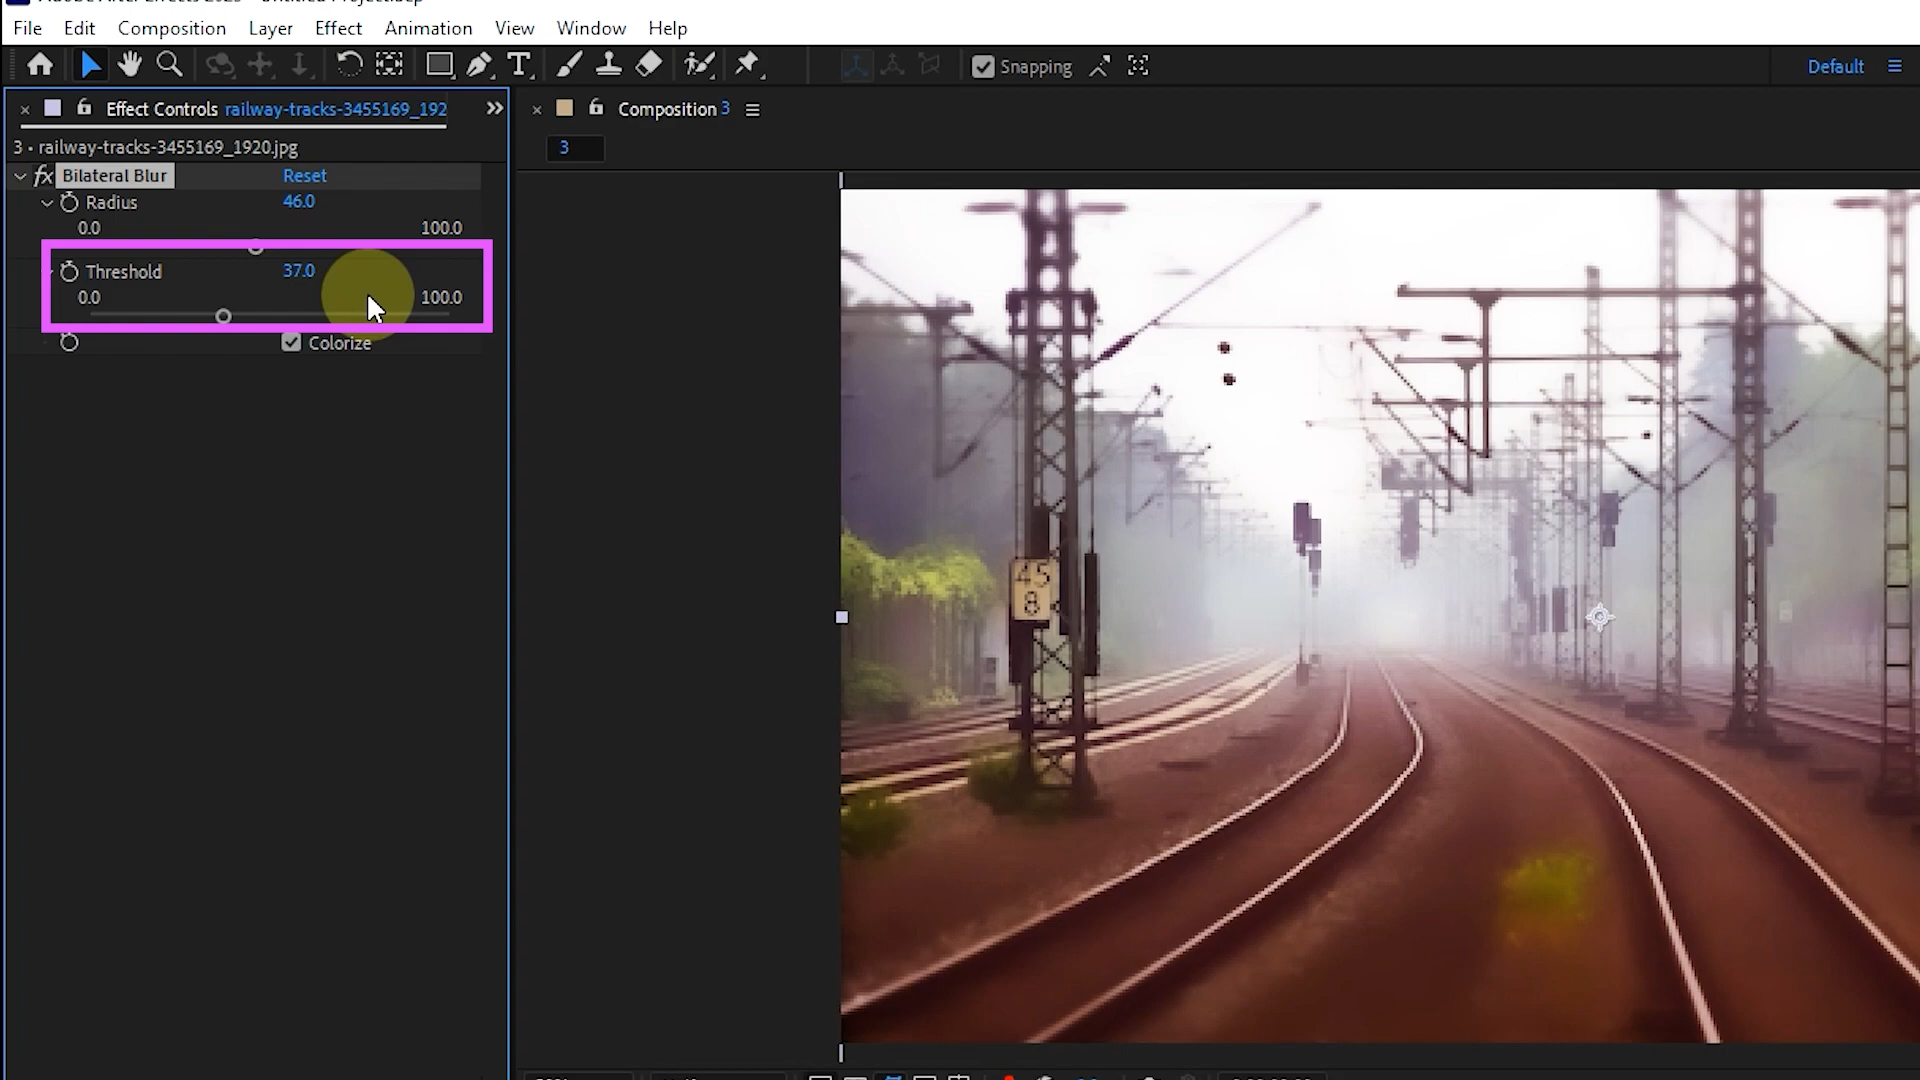 File Edit Composition Layer Effect Animation View Window Help
Snapping
Default
Effect Controls railway-tracks-3455169_192
Composition 3
3 • railway-tracks-3455169_1920.jpg
3
fx Bilateral Blur Reset
Radius 46.0
0.0 100.0
Threshold 37.0
0.0 100.0
Colorize
45
8